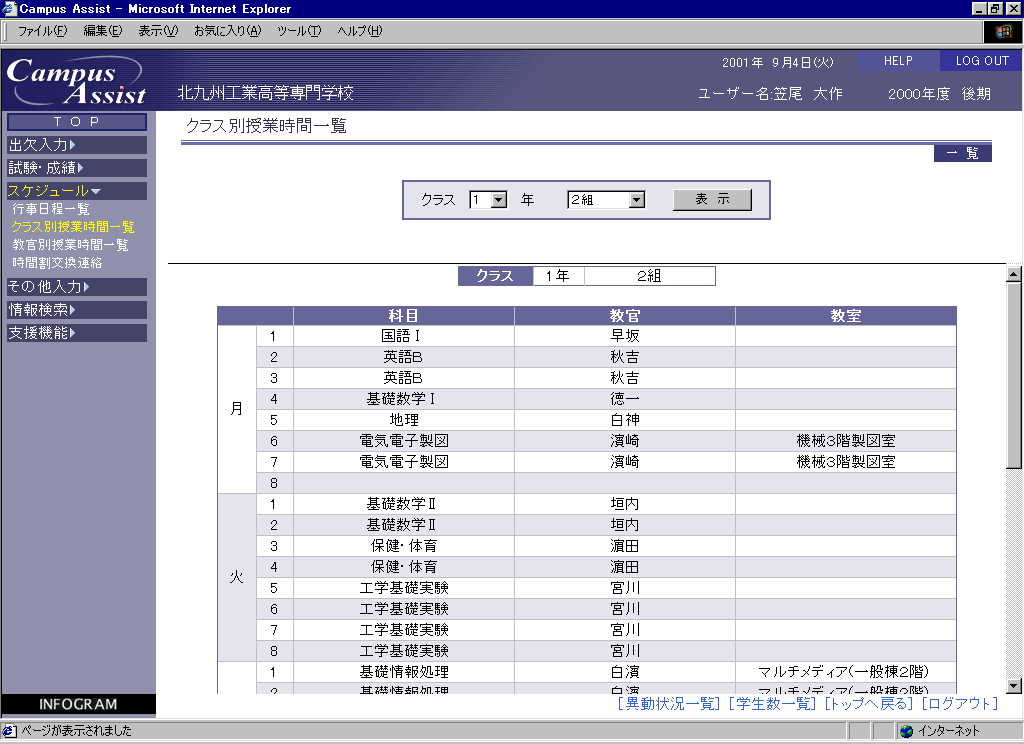 Campus Assist - Microsoft Internet Explorer
ファイル(F) 編集(E) 表示(V) お気に入り(A) ツール(T) ヘルプ(H)
Campus Assist
北九州工業高等専門学校
2001年 9月4日(火) HELP LOG OUT
ユーザー名:笠尾 大作 2000年度 後期
TOP
出欠入力
試験・成績
スケジュール
行事日程一覧
クラス別授業時間一覧
教官別授業時間一覧
時間割交換連絡
その他入力
情報検索
支援機能
INFOGRAM
クラス別授業時間一覧
一 覧
クラス 1 年 2組 表 示
クラス 1年 2組
科目 教官 教室
月
1 国語Ⅰ 早坂
2 英語B 秋吉
3 英語B 秋吉
4 基礎数学Ⅰ 徳一
5 地理 白神
6 電気電子製図 濱崎 機械3階製図室
7 電気電子製図 濱崎 機械3階製図室
8
火
1 基礎数学Ⅱ 垣内
2 基礎数学Ⅱ 垣内
3 保健・体育 濵田
4 保健・体育 濵田
5 工学基礎実験 宮川
6 工学基礎実験 宮川
7 工学基礎実験 宮川
8 工学基礎実験 宮川
1 基礎情報処理 白濱 マルチメディア(一般棟2階)
2 基礎情報処理 白濱 マルチメディア(一般棟2階)
[異動状況一覧] [学生数一覧] [トップへ戻る] [ログアウト]
ページが表示されました インターネット